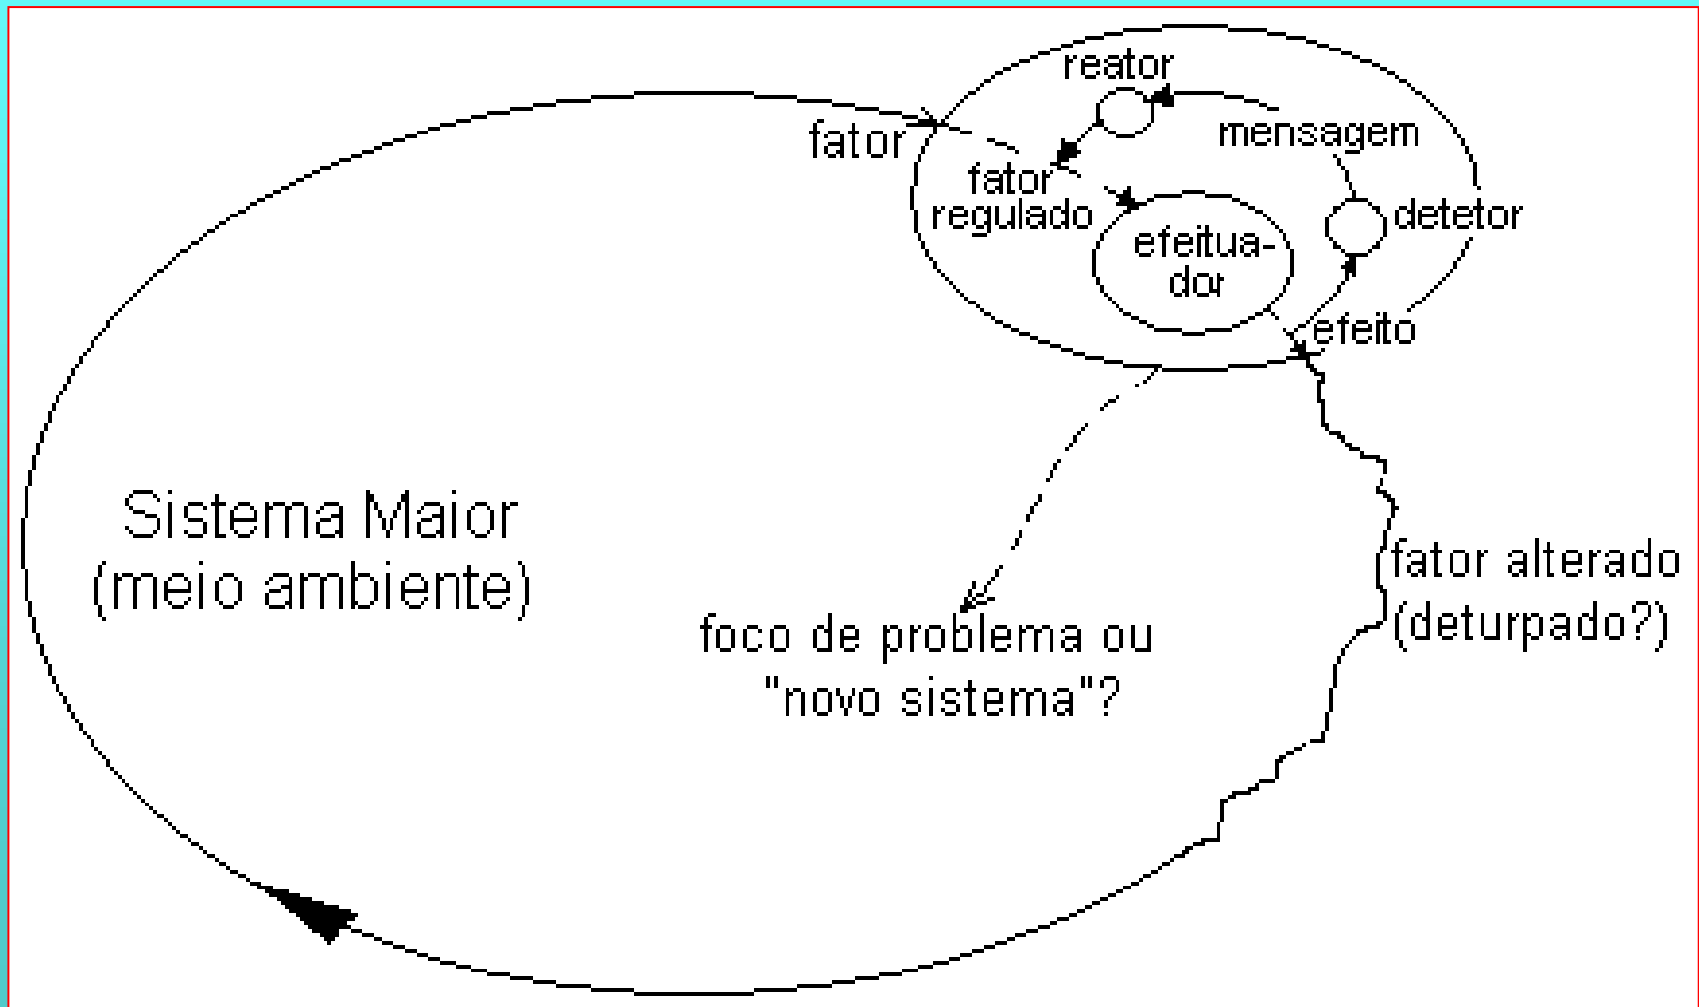 reator
mensagem
fator
fator
regulado
detetor
efeitua-
dor
efeito
Sistema Maior
(meio ambiente)
fator alterado
(deturpado?)
foco de problema ou
"novo sistema"?